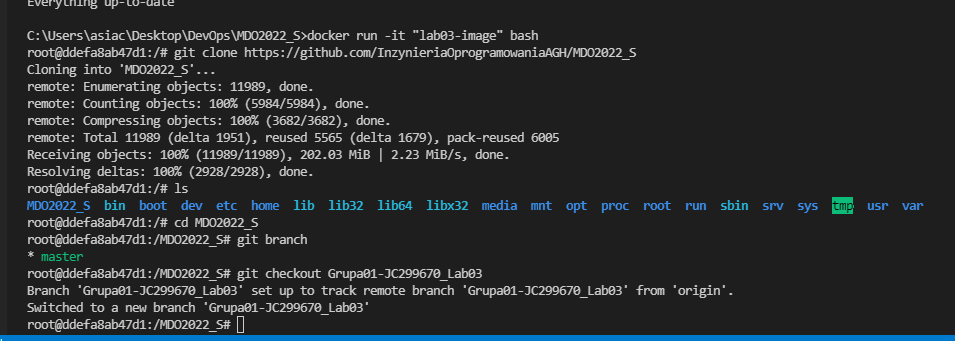 Everything up-to-date
C:\Users\asiac\Desktop\DevOps\MDO2022_S>docker run -it "lab03-image" bash
root@ddefa8ab47d1:/# git clone https://github.com/InzynieriaOprogramowaniaAGH/MDO2022_S
Cloning into 'MDO2022_S'...
remote: Enumerating objects: 11989, done.
remote: Counting objects: 100% (5984/5984), done.
remote: Compressing objects: 100% (3682/3682), done.
remote: Total 11989 (delta 1951), reused 5565 (delta 1679), pack-reused 6005
Receiving objects: 100% (11989/11989), 202.03 MiB | 2.23 MiB/s, done.
Resolving deltas: 100% (2928/2928), done.
root@ddefa8ab47d1:/# ls
MDO2022_S bin boot dev etc home lib lib32 lib64 libx32 media mnt opt proc root run sbin srv sys tmp usr var
root@ddefa8ab47d1:/# cd MDO2022_S
root@ddefa8ab47d1:/MDO2022_S# git branch
* master
root@ddefa8ab47d1:/MDO2022_S# git checkout Grupa01-JC299670_Lab03
Branch 'Grupa01-JC299670_Lab03' set up to track remote branch 'Grupa01-JC299670_Lab03' from 'origin'.
Switched to a new branch 'Grupa01-JC299670_Lab03'
root@ddefa8ab47d1:/MDO2022_S#